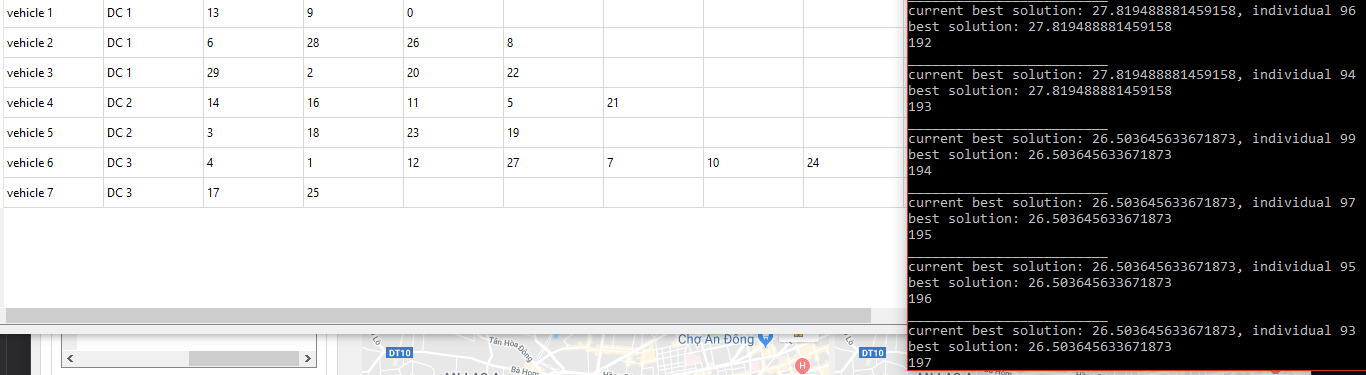 vehicle 1 DC 1 13 9 0
vehicle 2 DC 1 6 28 26 8
vehicle 3 DC 1 29 2 20 22
vehicle 4 DC 2 14 16 11 5 21
vehicle 5 DC 2 3 18 23 19
vehicle 6 DC 3 4 1 12 27 7 10 24
vehicle 7 DC 3 17 25
current best solution: 27.819488881459158, individual 96
best solution: 27.819488881459158
192
current best solution: 27.819488881459158, individual 94
best solution: 27.819488881459158
193
current best solution: 26.503645633671873, individual 99
best solution: 26.503645633671873
194
current best solution: 26.503645633671873, individual 97
best solution: 26.503645633671873
195
current best solution: 26.503645633671873, individual 95
best solution: 26.503645633671873
196
current best solution: 26.503645633671873, individual 93
best solution: 26.503645633671873
197
Lô
Tân Hòa Đông
Chợ An Đông
Lô
DT10
DT10
Bà Hom
H